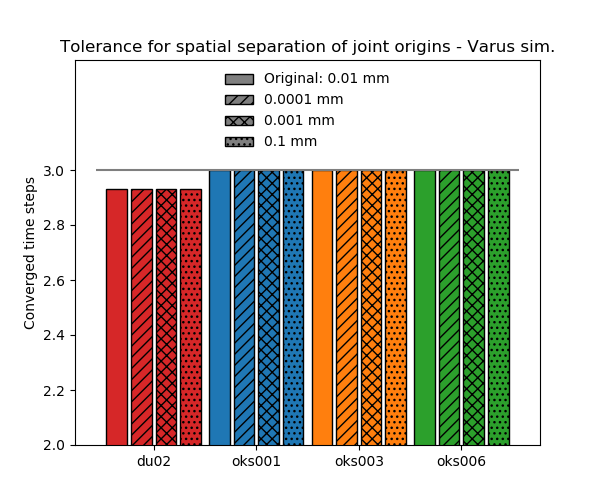 Tolerance for spatial separation of joint origins - Varus sim.
Original: 0.01 mm
0.0001 mm
0.001 mm
0.1 mm
Converged time steps
3.0
2.8
2.6
2.4
2.2
2.0
du02 oks001 oks003 oks006